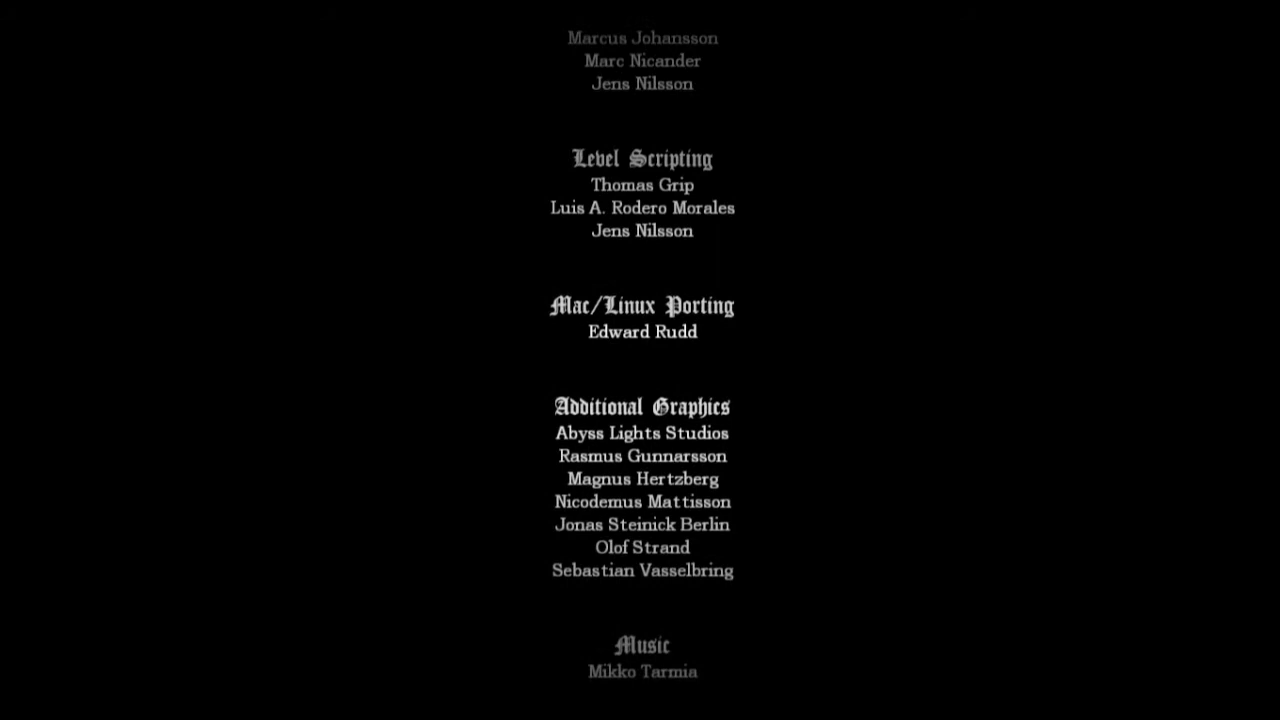 Marcus Johansson
Marc Nicander
Jens Nilsson
Level Scripting
Thomas Grip
Luis A. Rodero Morales
Jens Nilsson
Mac/Linux Porting
Edward Rudd
Additional Graphics
Abyss Lights Studios
Rasmus Gunnarsson
Magnus Hertzberg
Nicodemus Mattisson
Jonas Steinick Berlin
Olof Strand
Sebastian Vasselbring
Music
Mikko Tarmia